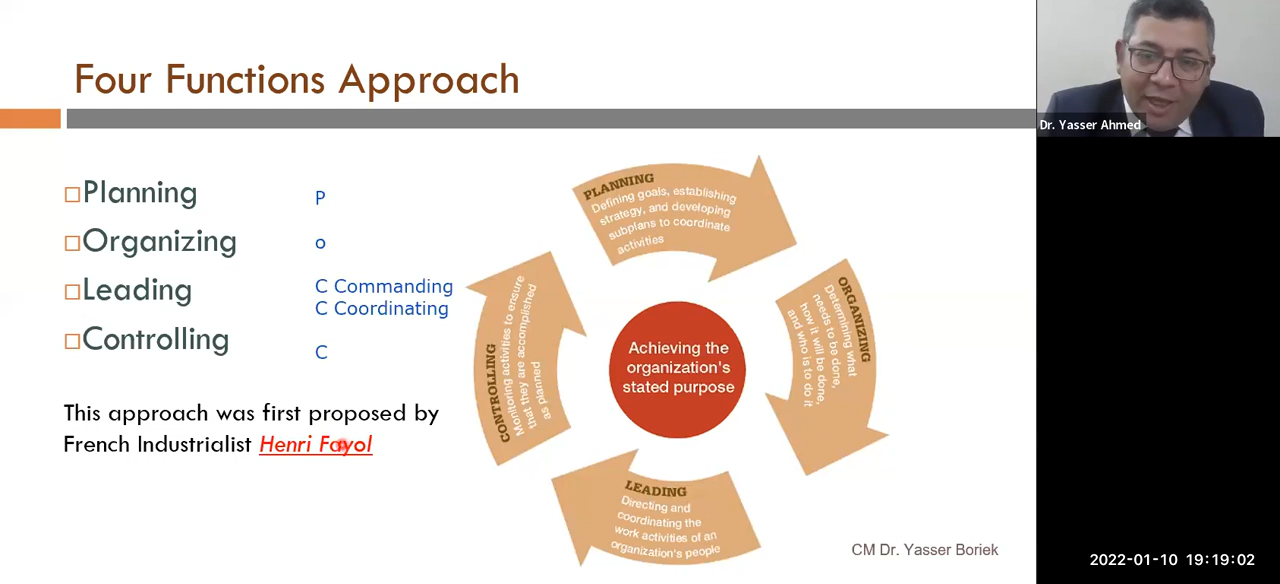 Four Functions Approach
Dr. Yasser Ahmed
Planning
P
Organizing
o
Leading
C Commanding
C Coordinating
Controlling
C
This approach was first proposed by
French Industrialist Henri Fayol
PLANNING
Defining goals, establishing
strategy, and developing
subplans to coordinate
activities
ORGANIZING
Determining what
needs to be done,
how it will be done,
and who is to do it
LEADING
Directing and
coordinating the
work activities of an
organization's people
CONTROLLING
Monitoring activities to ensure
that they are accomplished
as planned
Achieving the
organization's
stated purpose
CM Dr. Yasser Boriek
2022-01-10 19:19:02